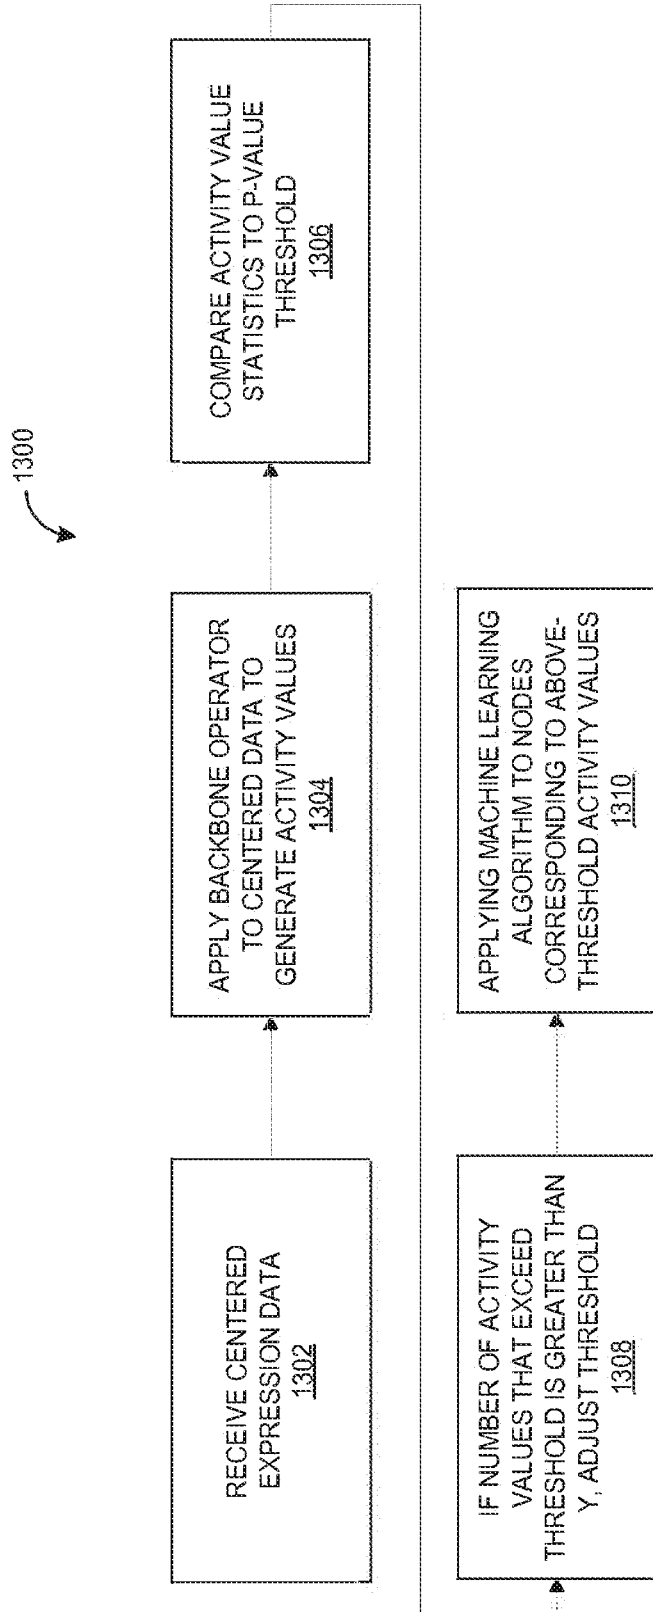 1300
RECEIVE CENTERED
EXPRESSION DATA
1302
APPLY BACKBONE OPERATOR
TO CENTERED DATA TO
GENERATE ACTIVITY VALUES
1304
COMPARE ACTIVITY VALUE
STATISTICS TO P-VALUE
THRESHOLD
1306
IF NUMBER OF ACTIVITY
VALUES THAT EXCEED
THRESHOLD IS GREATER THAN
Y, ADJUST THRESHOLD
1308
APPLYING MACHINE LEARNING
ALGORITHM TO NODES
CORRESPONDING TO ABOVE-
THRESHOLD ACTIVITY VALUES
1310